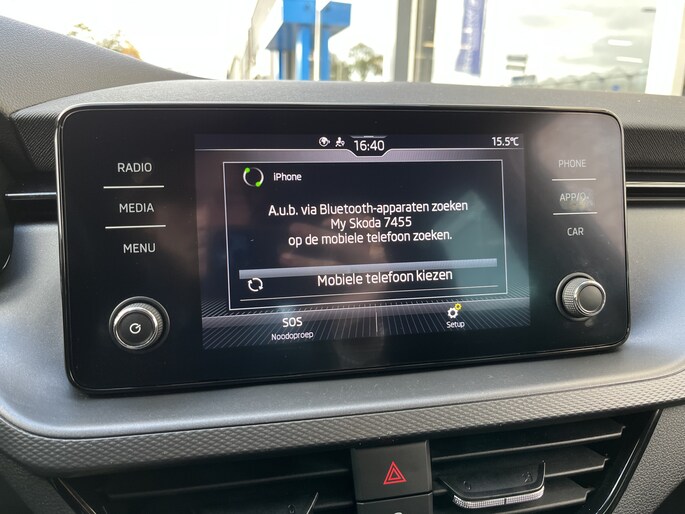 16:40
15.5°C
RADIO
MEDIA
MENU
iPhone
A.u.b. via Bluetooth-apparaten zoeken
My Skoda 7455
op de mobiele telefoon zoeken.
Mobiele telefoon kiezen
SOS
Noodoproep
Setup
PHONE
APP/
CAR